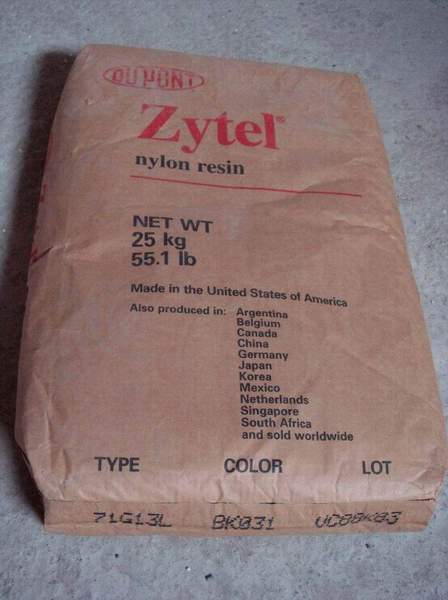 DU PONT
Zytel®
nylon resin
NET WT
25 kg
55.1 lb
Made in the United States of America
Also produced in: Argentina
Belgium
Canada
China
Germany
Japan
Korea
Mexico
Netherlands
Singapore
South Africa
and sold worldwide
TYPE COLOR LOT
71G13L BK031